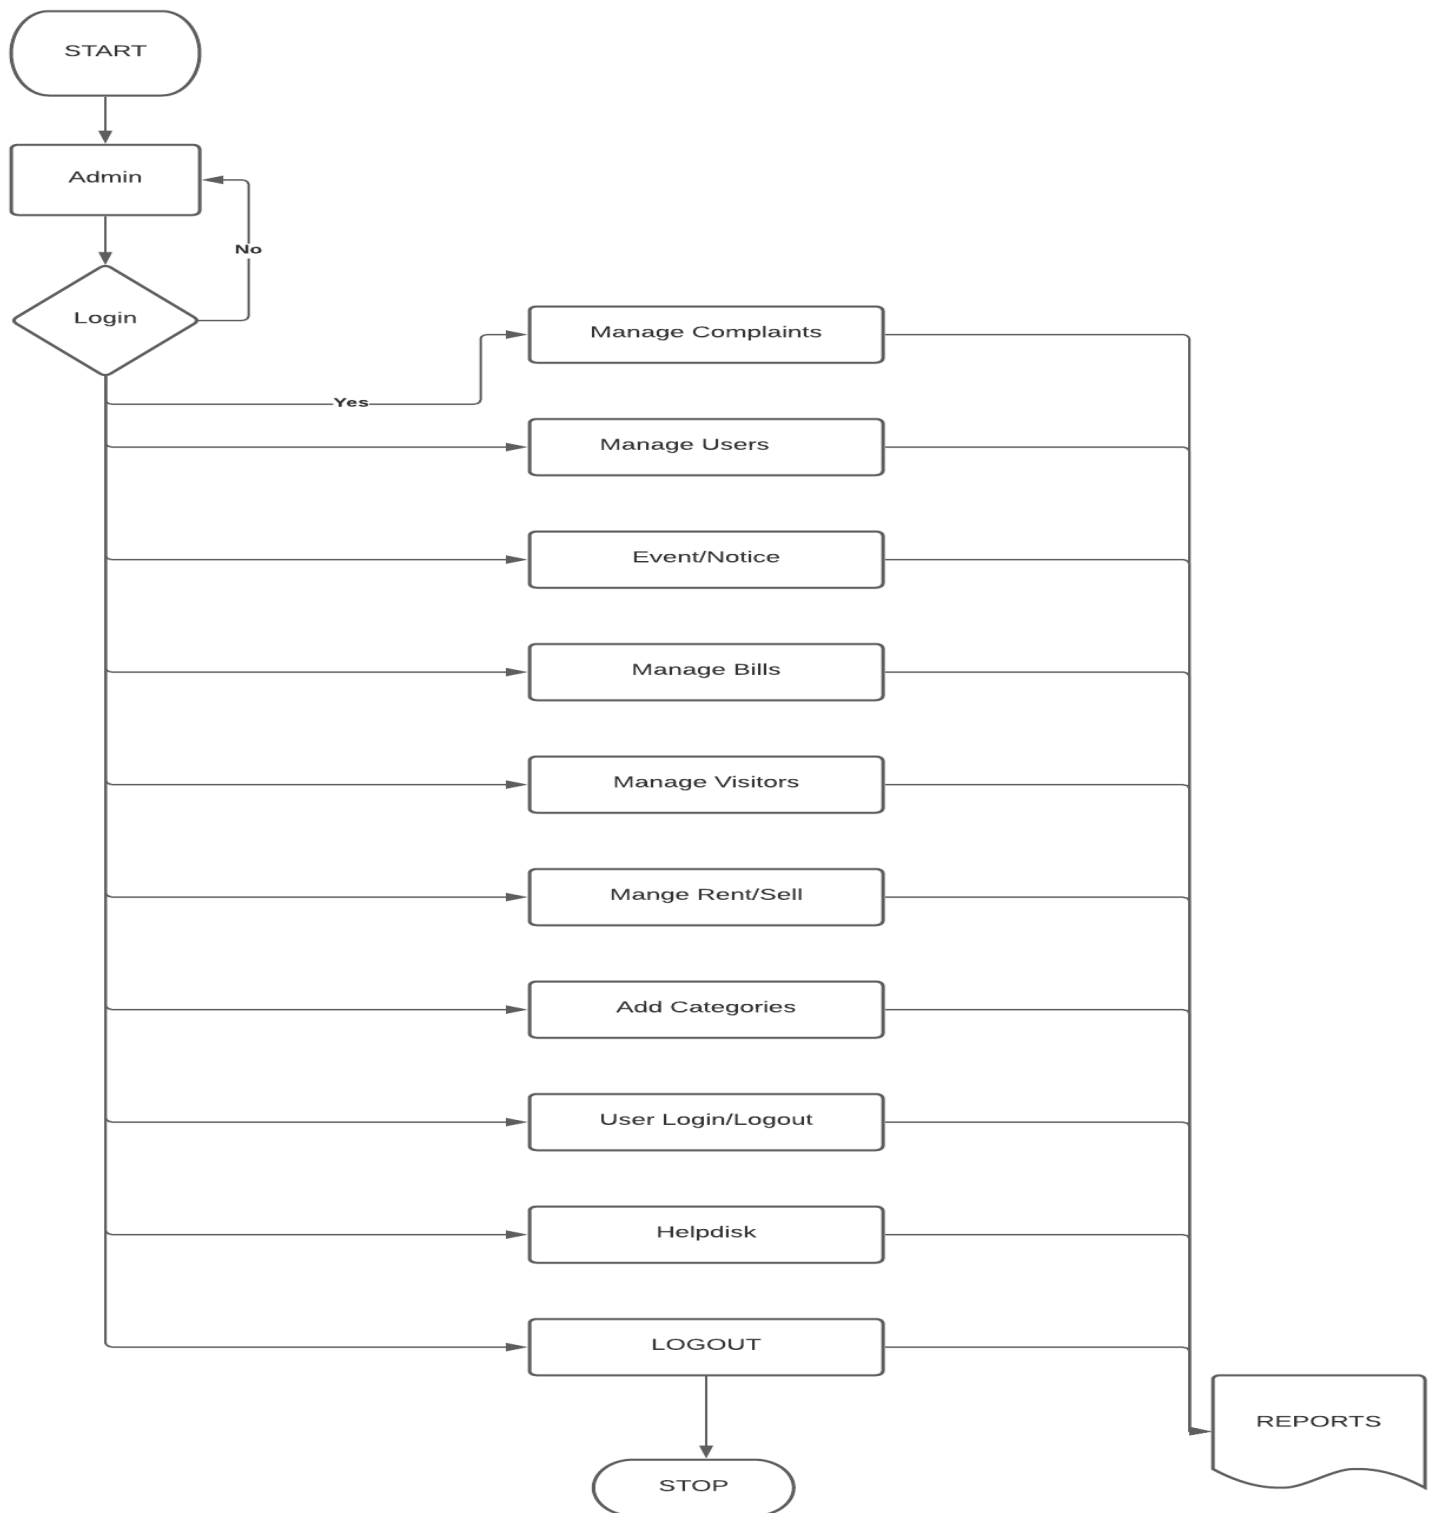 START
Admin
No
Login
Manage Complaints
Yes
Manage Users
Event/Notice
Manage Bills
Manage Visitors
Mange Rent/Sell
Add Categories
User Login/Logout
Helpdisk
LOGOUT
REPORTS
STOP